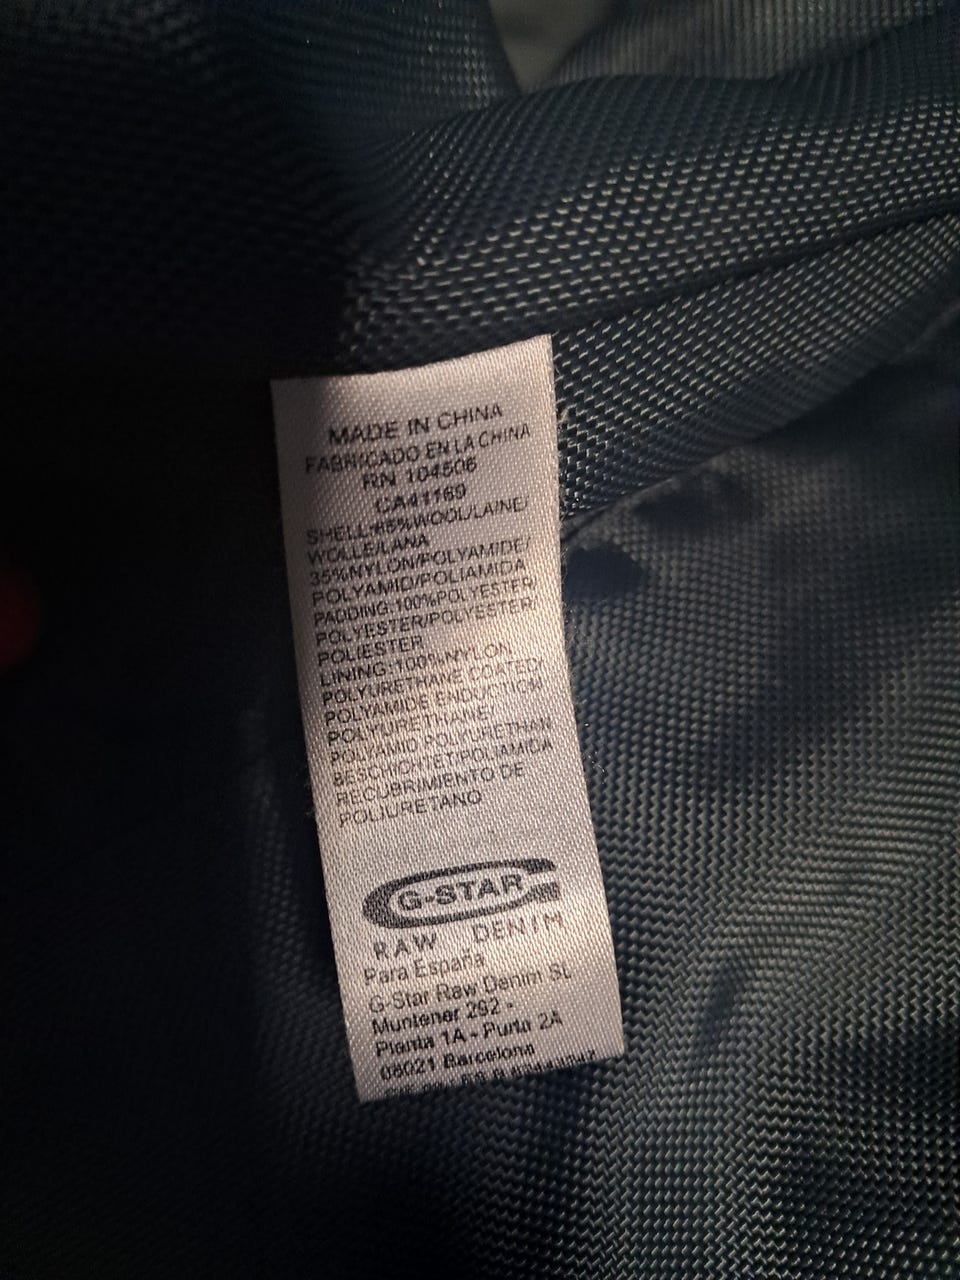 MADE IN CHINA
FABRICADO EN LA CHINA
RN 104506
CA41169
SHELL:65%WOOL/LAINE/
WOLLE/LANA
35%NYLON/POLYAMIDE/
POLYAMID/POLIAMIDA
PADDING:100%POLYESTER/
POLYESTER/POLYESTER/
POLIESTER
LINING:100%NYLON
POLYURETHANE COATED/
POLYAMIDE ENDUCTION
POLYURETHANE/
POLYAMID POLYURETHAN
BESCHICHTET/POLIAMIDA
RECUBRIMIENTO DE
POLIURETANO
G-STAR
RAW DENIM
Para España
G-Star Raw Denim SL
Muntener 292 -
Planta 1A - Purta 2A
08021 Barcelona